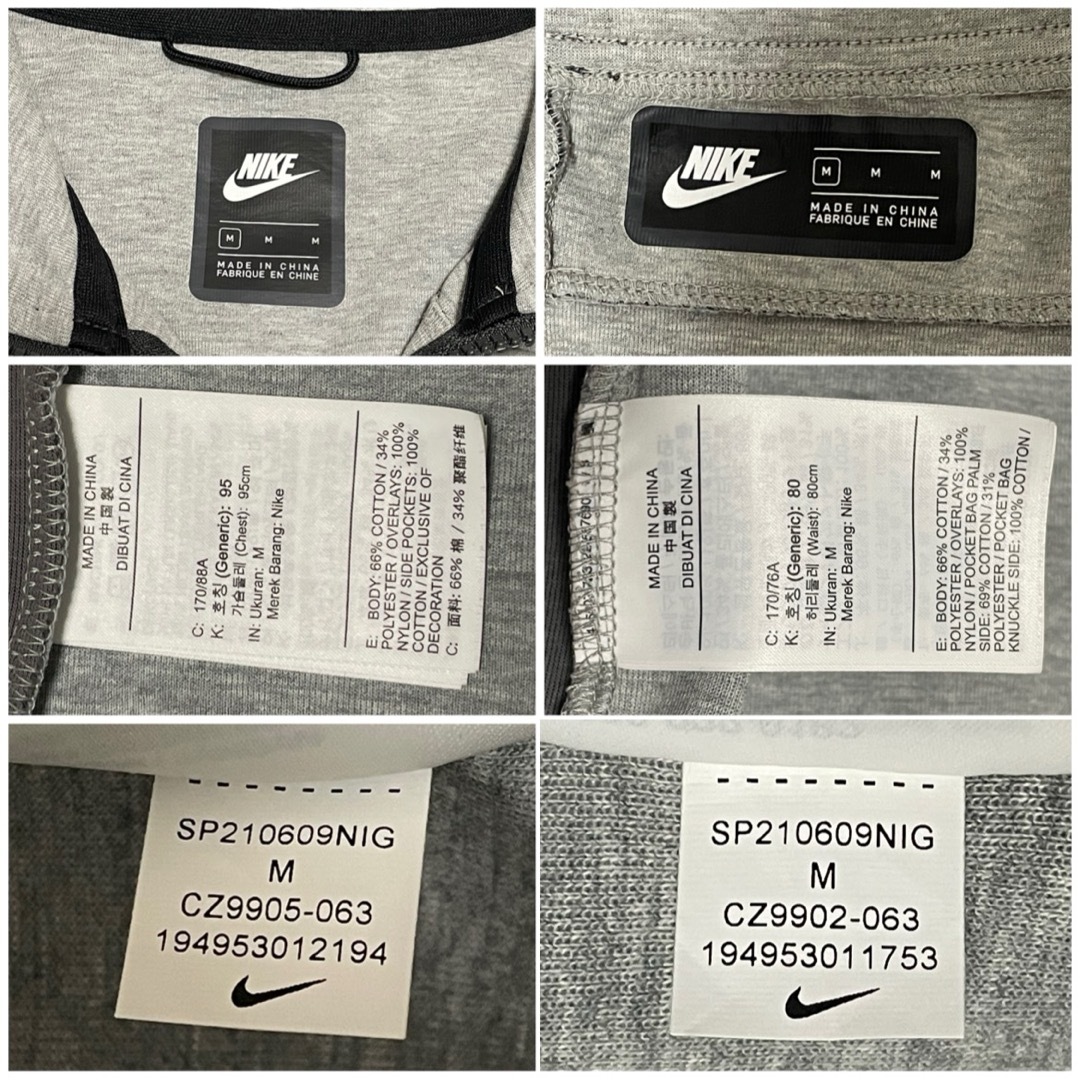 NIKE
M M M
MADE IN CHINA
FABRIQUE EN CHINE
NIKE
M M M
MADE IN CHINA
FABRIQUE EN CHINE
MADE IN CHINA
中国製
DIBUAT DI CINA
C: 170/88A
K: 호칭 (Generic): 95
가슴둘레 (Chest): 95cm
IN: Ukuran: M
Merek Barang: Nike
E: BODY: 66% COTTON / 34%
POLYESTER / OVERLAYS: 100%
NYLON / SIDE POCKETS: 100%
COTTON / EXCLUSIVE OF
DECORATION
C: 面料: 66% 棉 / 34% 聚酯纤维
MADE IN CHINA
中国製
DIBUAT DI CINA
C: 170/76A
K: 호칭 (Generic): 80
허리둘레 (Waist): 80cm
IN: Ukuran: M
Merek Barang: Nike
E: BODY: 66% COTTON / 34%
POLYESTER / OVERLAYS: 100%
NYLON / POCKET BAG PALM
SIDE: 69% COTTON / 31%
POLYESTER / POCKET BAG
KNUCKLE SIDE: 100% COTTON /
SP210609NIG
M
CZ9905-063
194953012194
SP210609NIG
M
CZ9902-063
194953011753